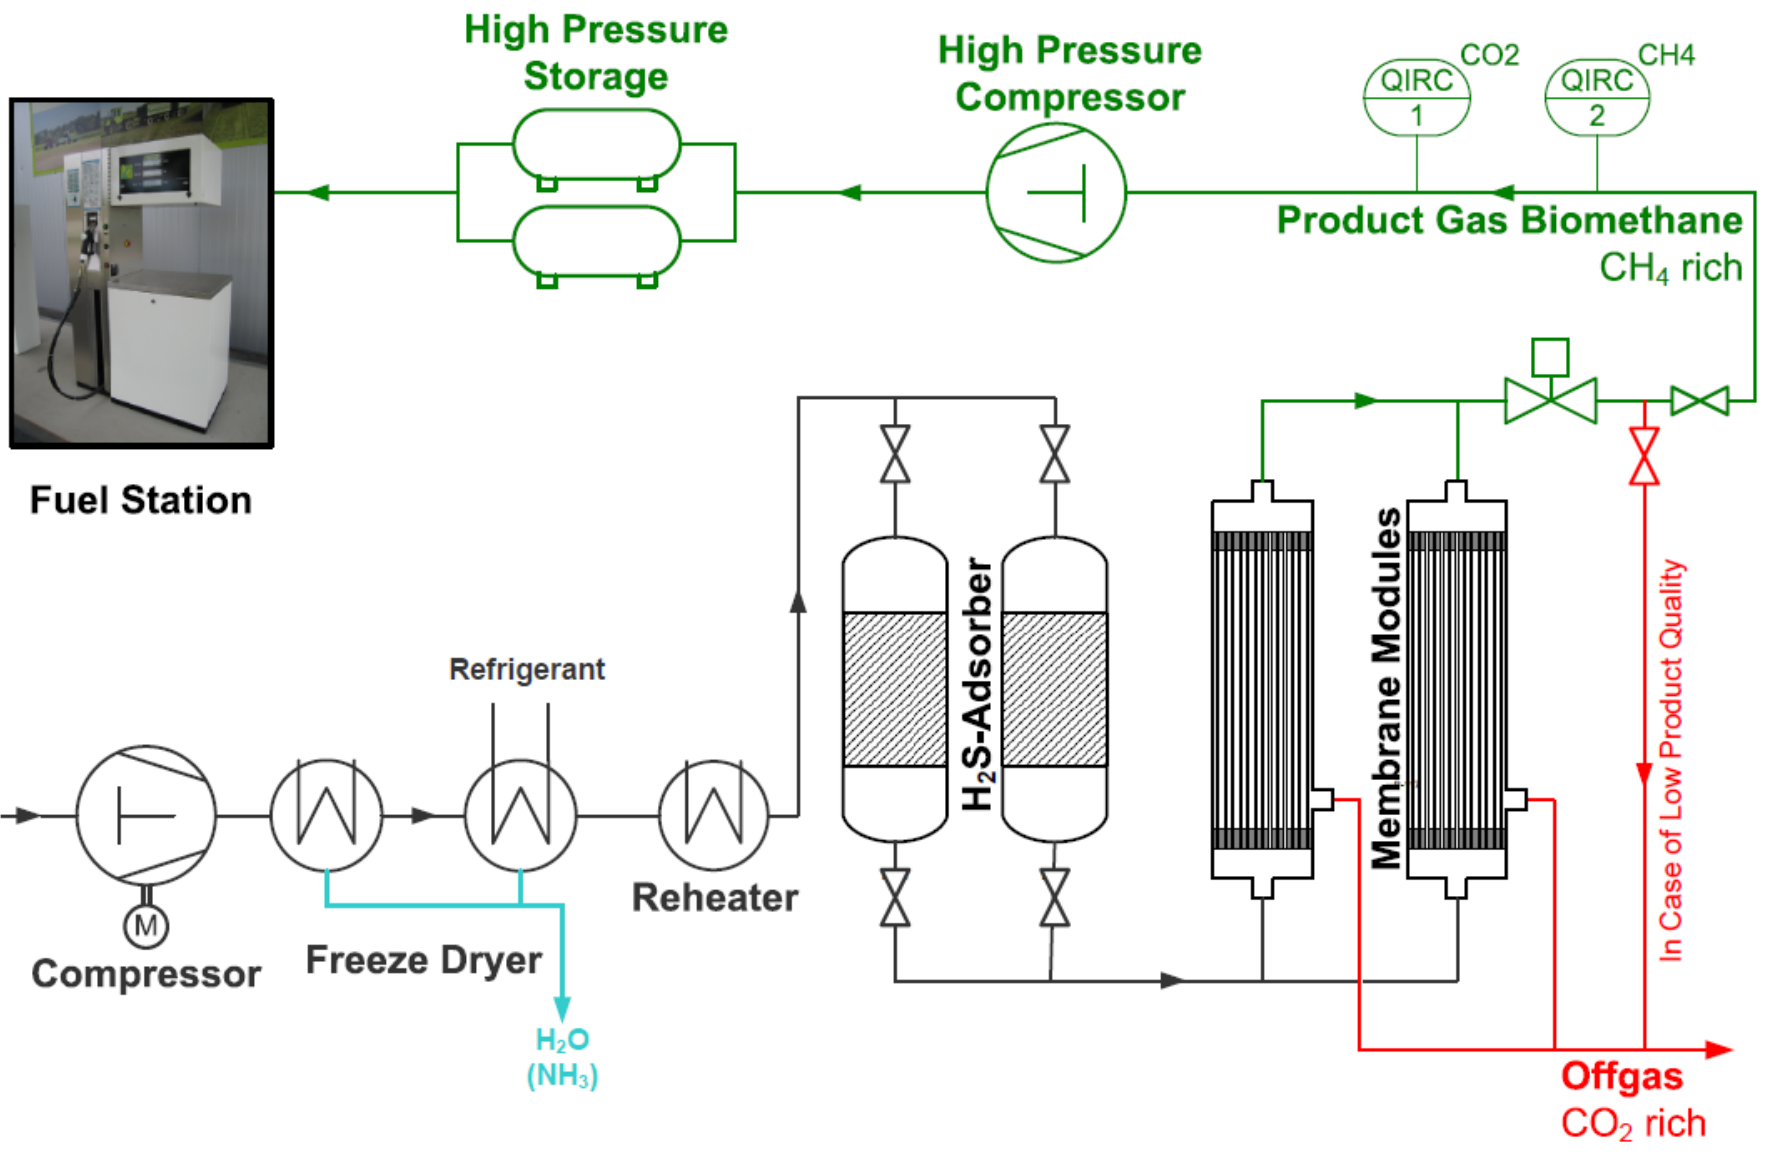 High Pressure
Storage
High Pressure
Compressor
QIRC
1
CO2
QIRC
2
CH4
Product Gas Biomethane
CH₄ rich
Fuel Station
H₂S-Adsorber
Membrane Modules
In Case of Low Product Quality
Refrigerant
Reheater
M
Compressor
Freeze Dryer
H₂O
(NH₃)
Offgas
CO₂ rich